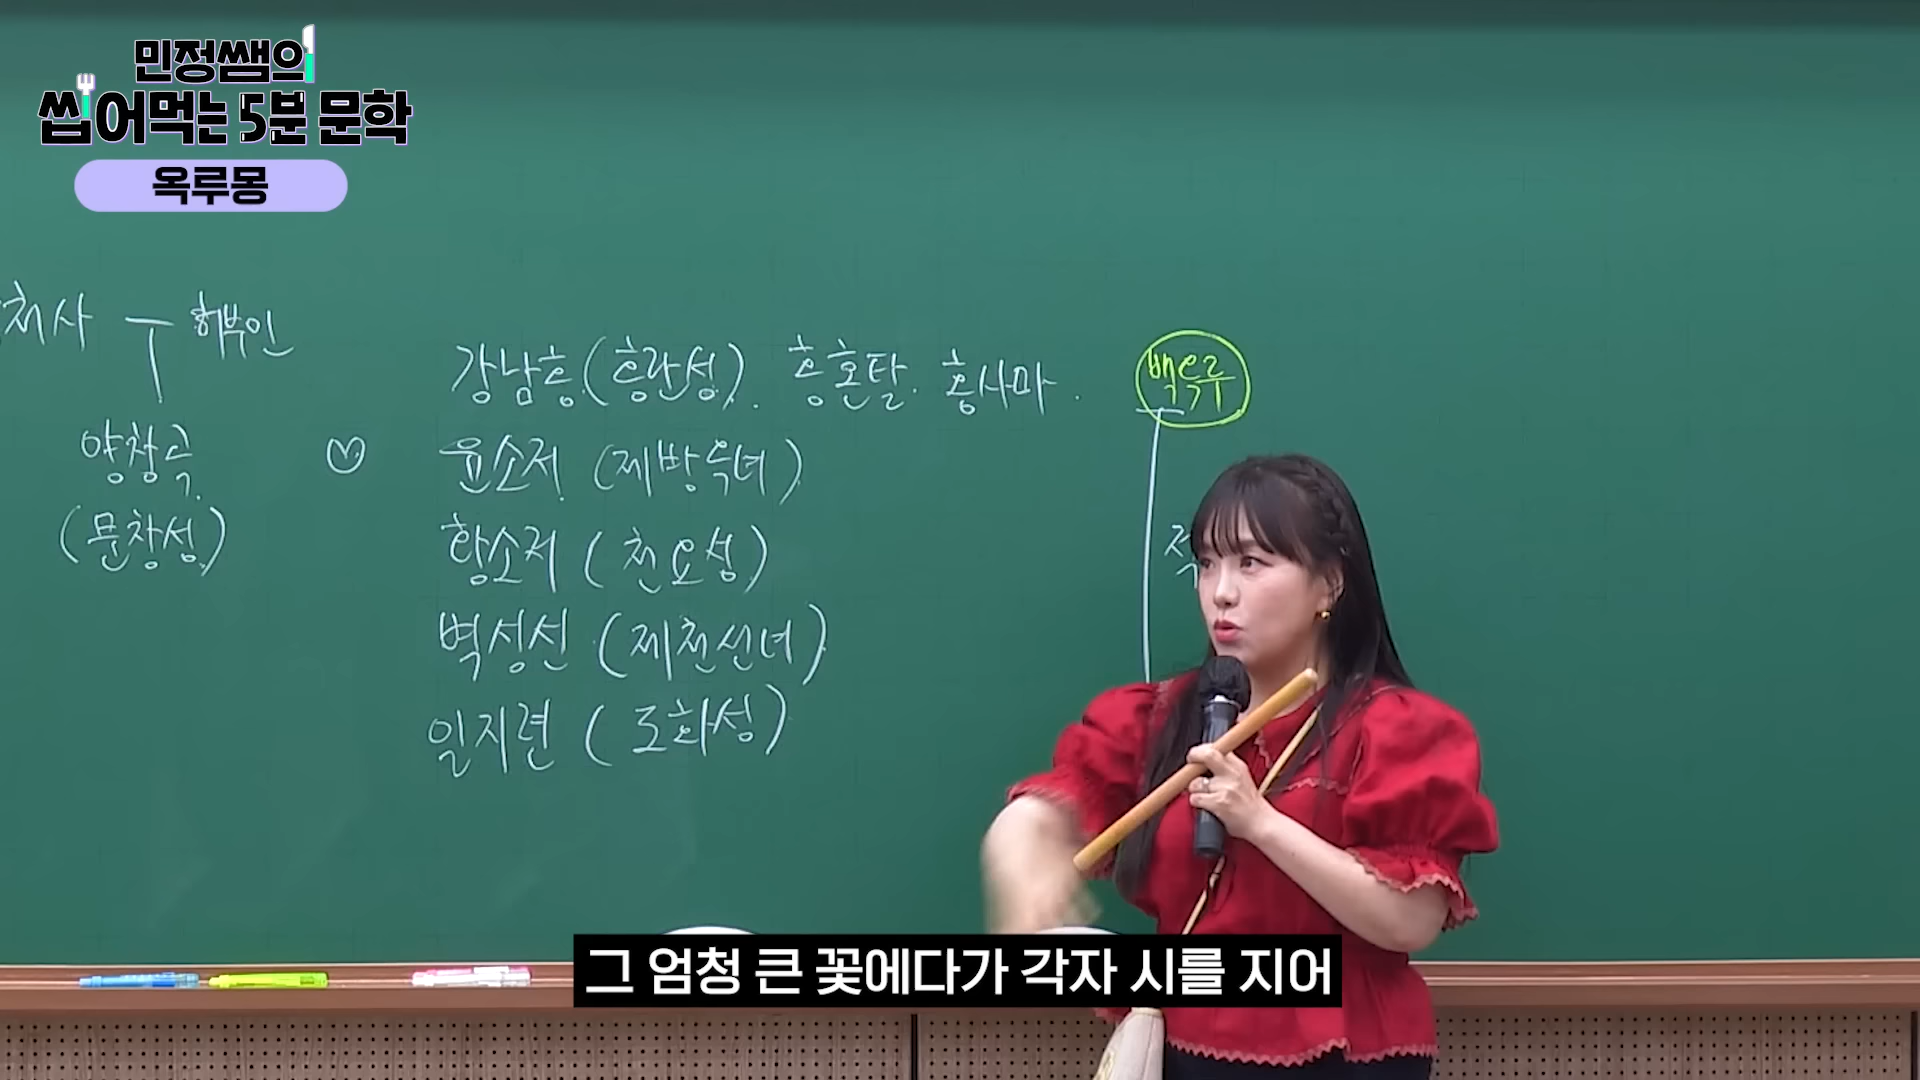 민정쌤의
씹어먹는 5분 문학
옥루몽
처사 허부인
양창곡
(문창성)
강남홍(홍란성). 홍혼탈. 홍사마.
윤소저 (제방옥녀)
황소저 (천요성)
벽성선 (제천선녀)
일지련 (도화성)
백옥루
적
그 엄청 큰 꽃에다가 각자 시를 지어